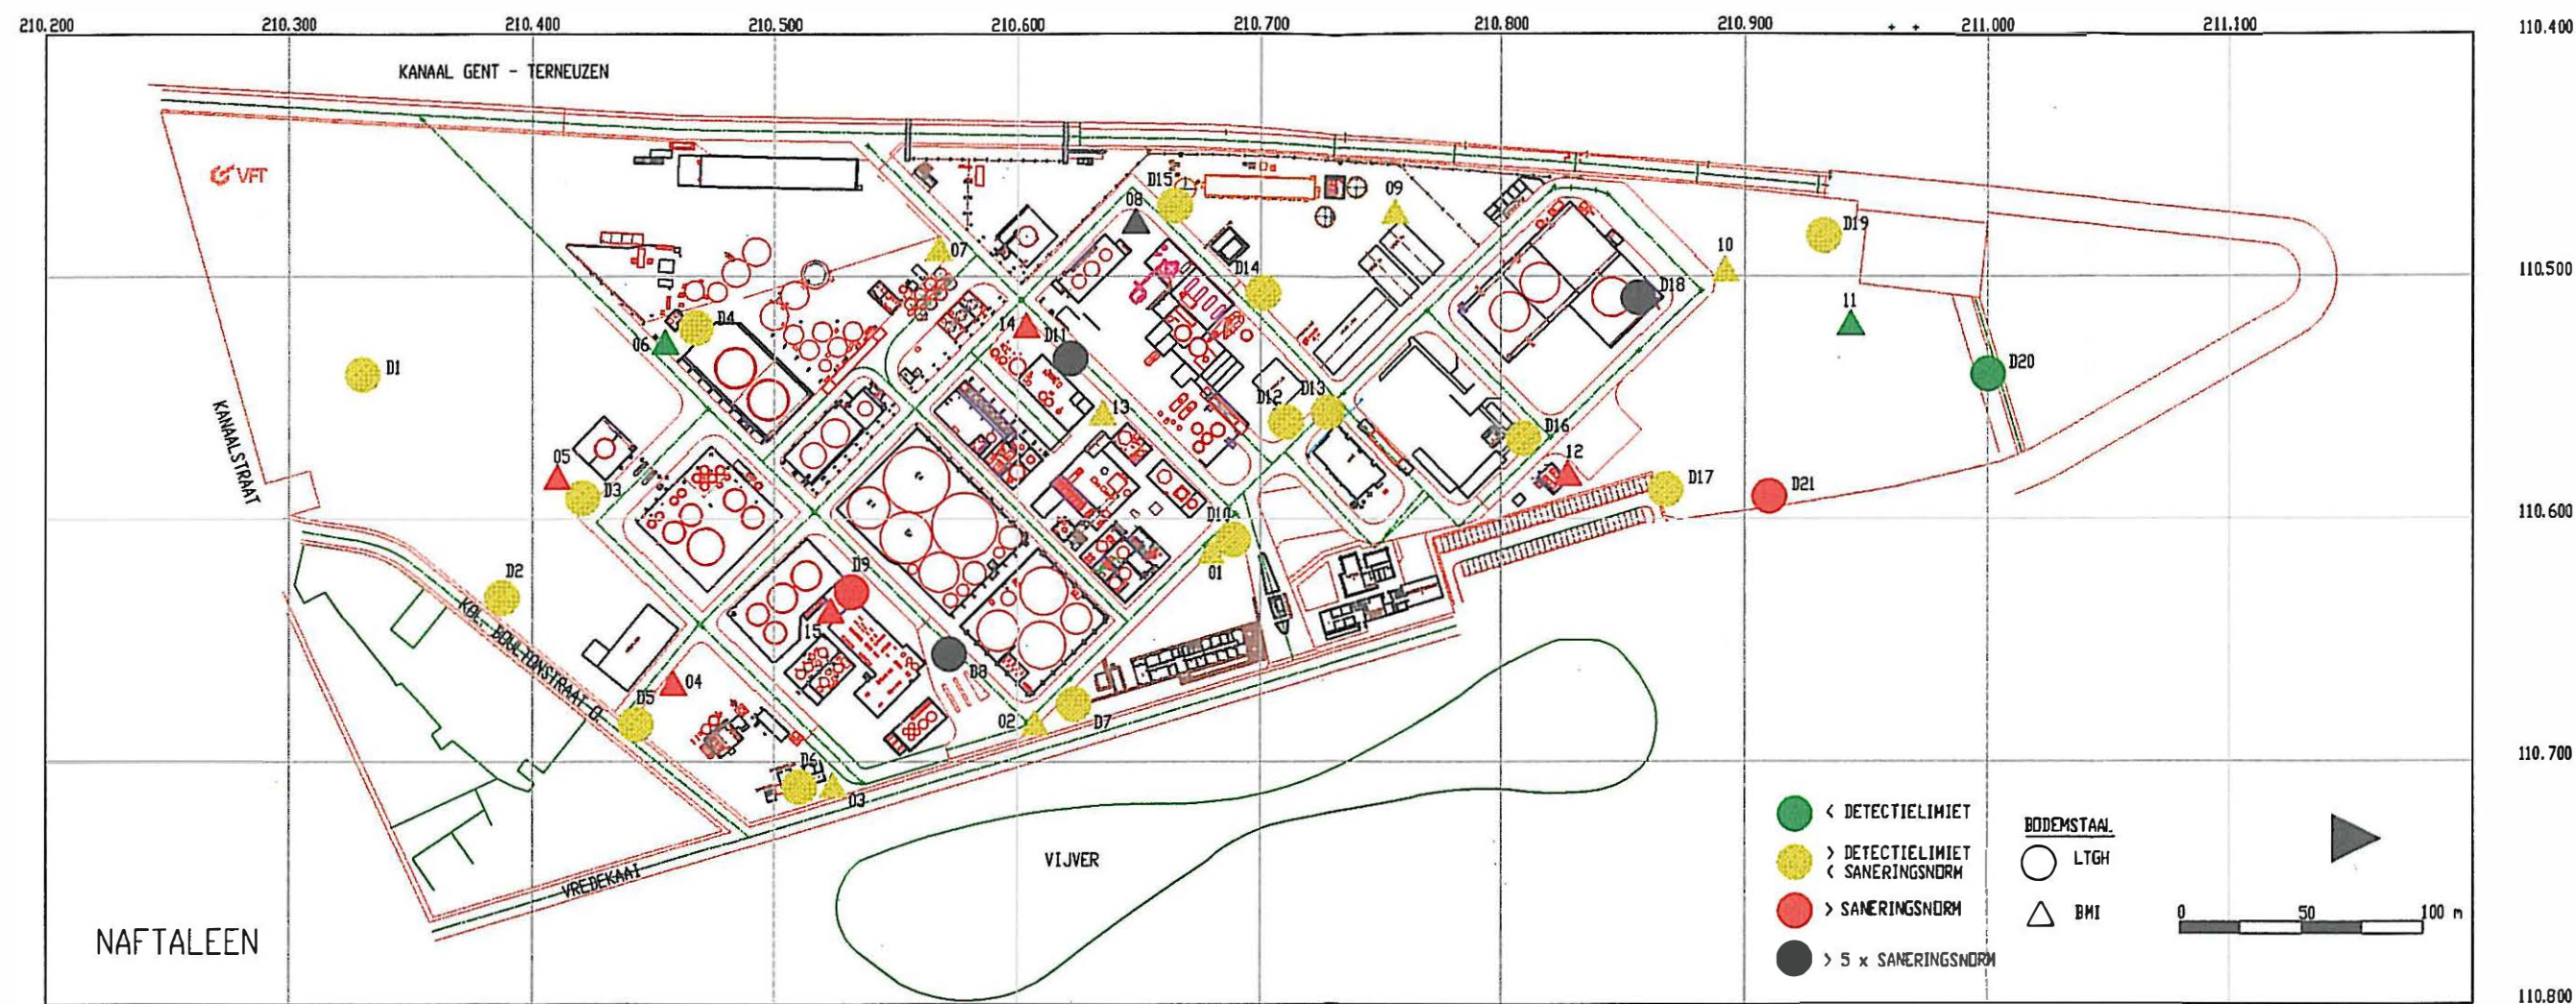 210.200 210.300 210.400 210.500 210.600 210.700 210.800 210.900 211.000 211.100 110.400
KANAAL GENT - TERNEUZEN
VFT
D15
09
08
07
D19
10
D14
110.500
D18
11
D4
14
D11
06
D1
D20
D13
D12
13
D16
KANAALSTRAAT
05
12
D3
D17
D21
D10
110.600
01
D2
D9
KOL. BOULTONSTRAAT O.
15
D8
04
D5
02
D7
D6
03
110.700
< DETECTIELIMIET
> DETECTIELIMIET
< SANERINGSNORM
> SANERINGSNORM
> 5 x SANERINGSNORM
BODEMSTAAL
LTGH
BMI
0 50 100 m
VIJVER
VREDEKAAI
NAFTALEEN
110.800